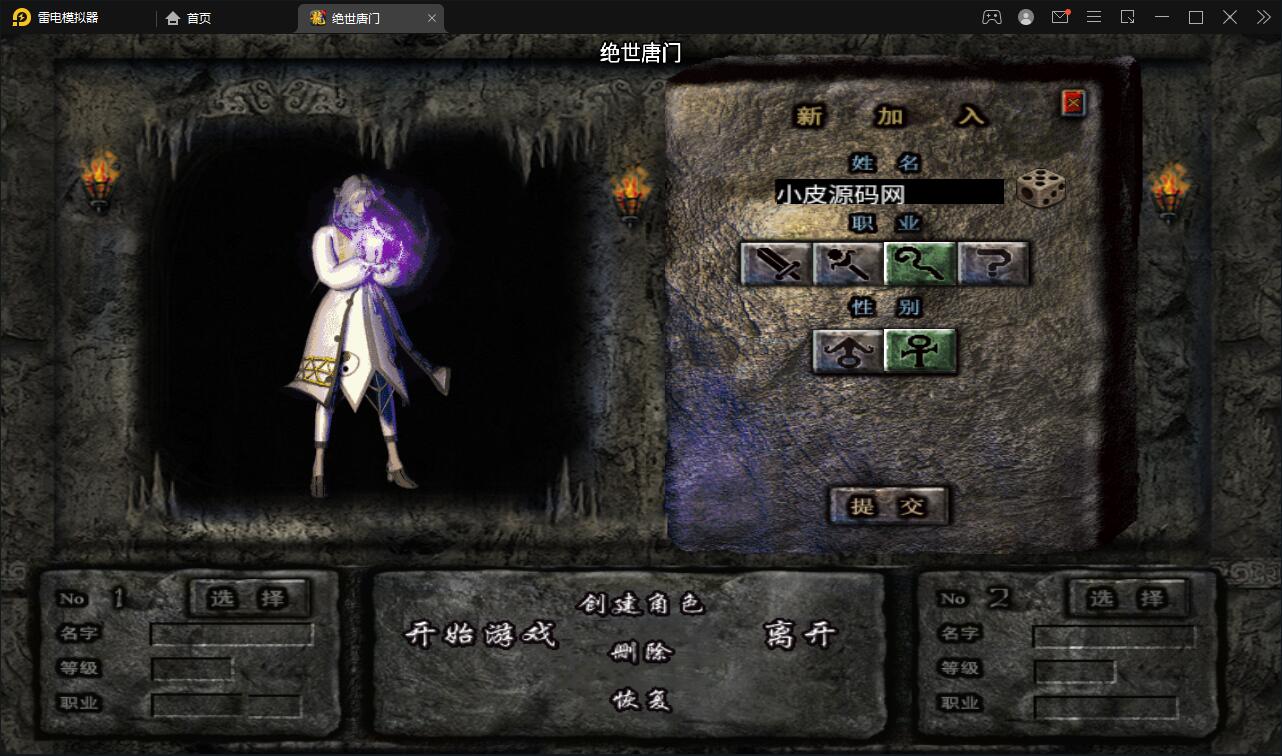 雷电模拟器 首页 绝世唐门
绝世唐门
新 加 入
姓 名
小皮源码网
职 业
性 别
提 交
No 1 选 择
名字
等级
职业
开始游戏
创建角色
删除
恢复
离开
No 2 选 择
名字
等级
职业